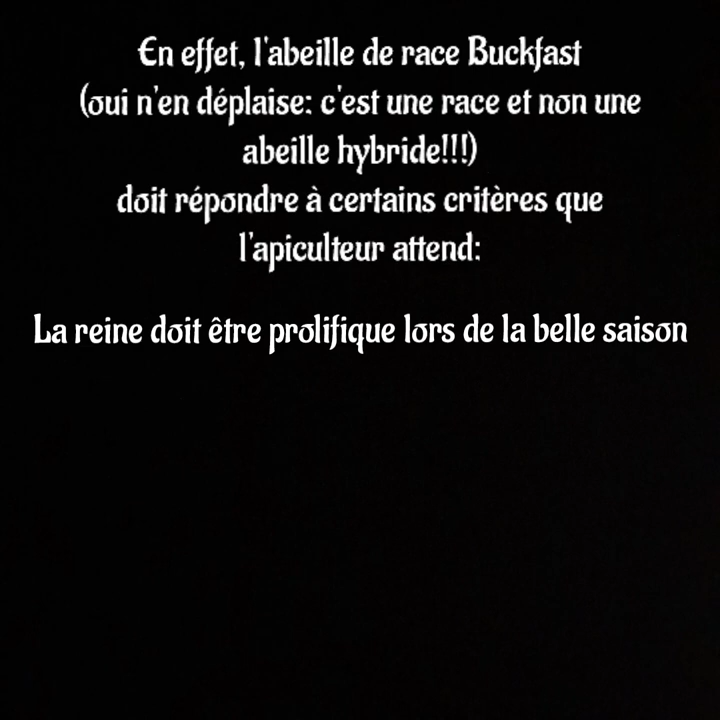 En effet, l'abeille de race Buckfast
(oui n'en déplaise: c'est une race et non une
abeille hybride!!!)
doit répondre à certains critères que
l'apiculteur attend:
La reine doit être prolifique lors de la belle saison